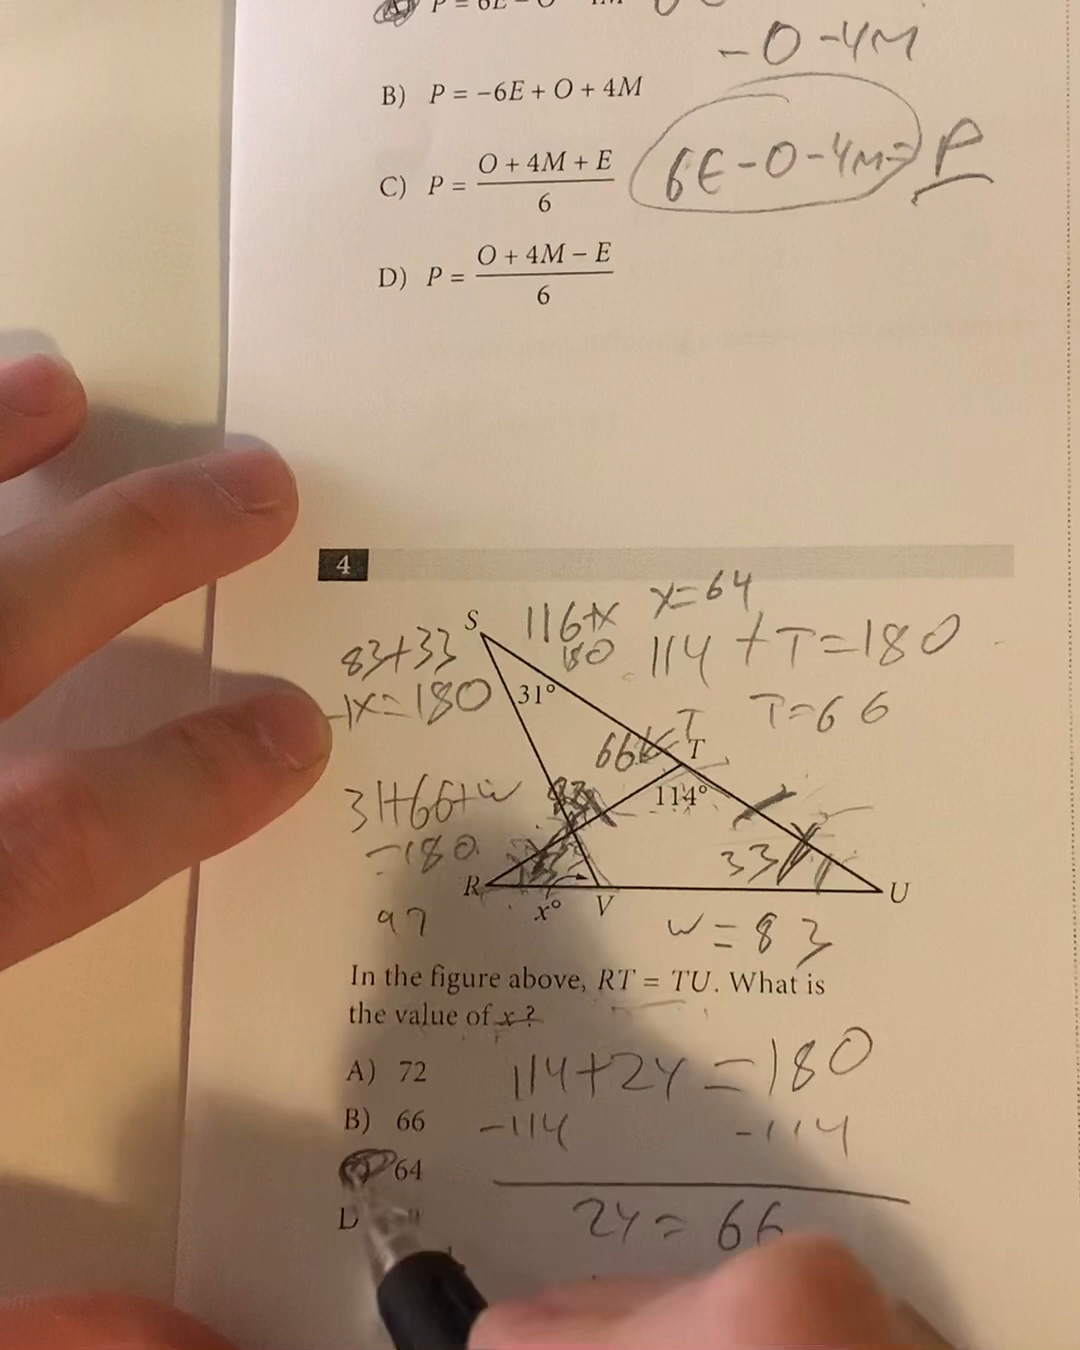 P = 6E − O
− O − 4M
B) P = −6E + O + 4M
6E − O − 4M = P
C) P = O + 4M + E
6
D) P = O + 4M − E
6
4
x = 64
116+x
180
114 + T = 180
83+33
+x=180
T=66
S
31°
T
66
T
114°
83
31+66+w
=180
33
R
x°
V
U
97
w = 83
In the figure above, RT = TU. What is
the value of x?
A) 72
114+2y=180
B) 66
−114 −114
64
2y = 66